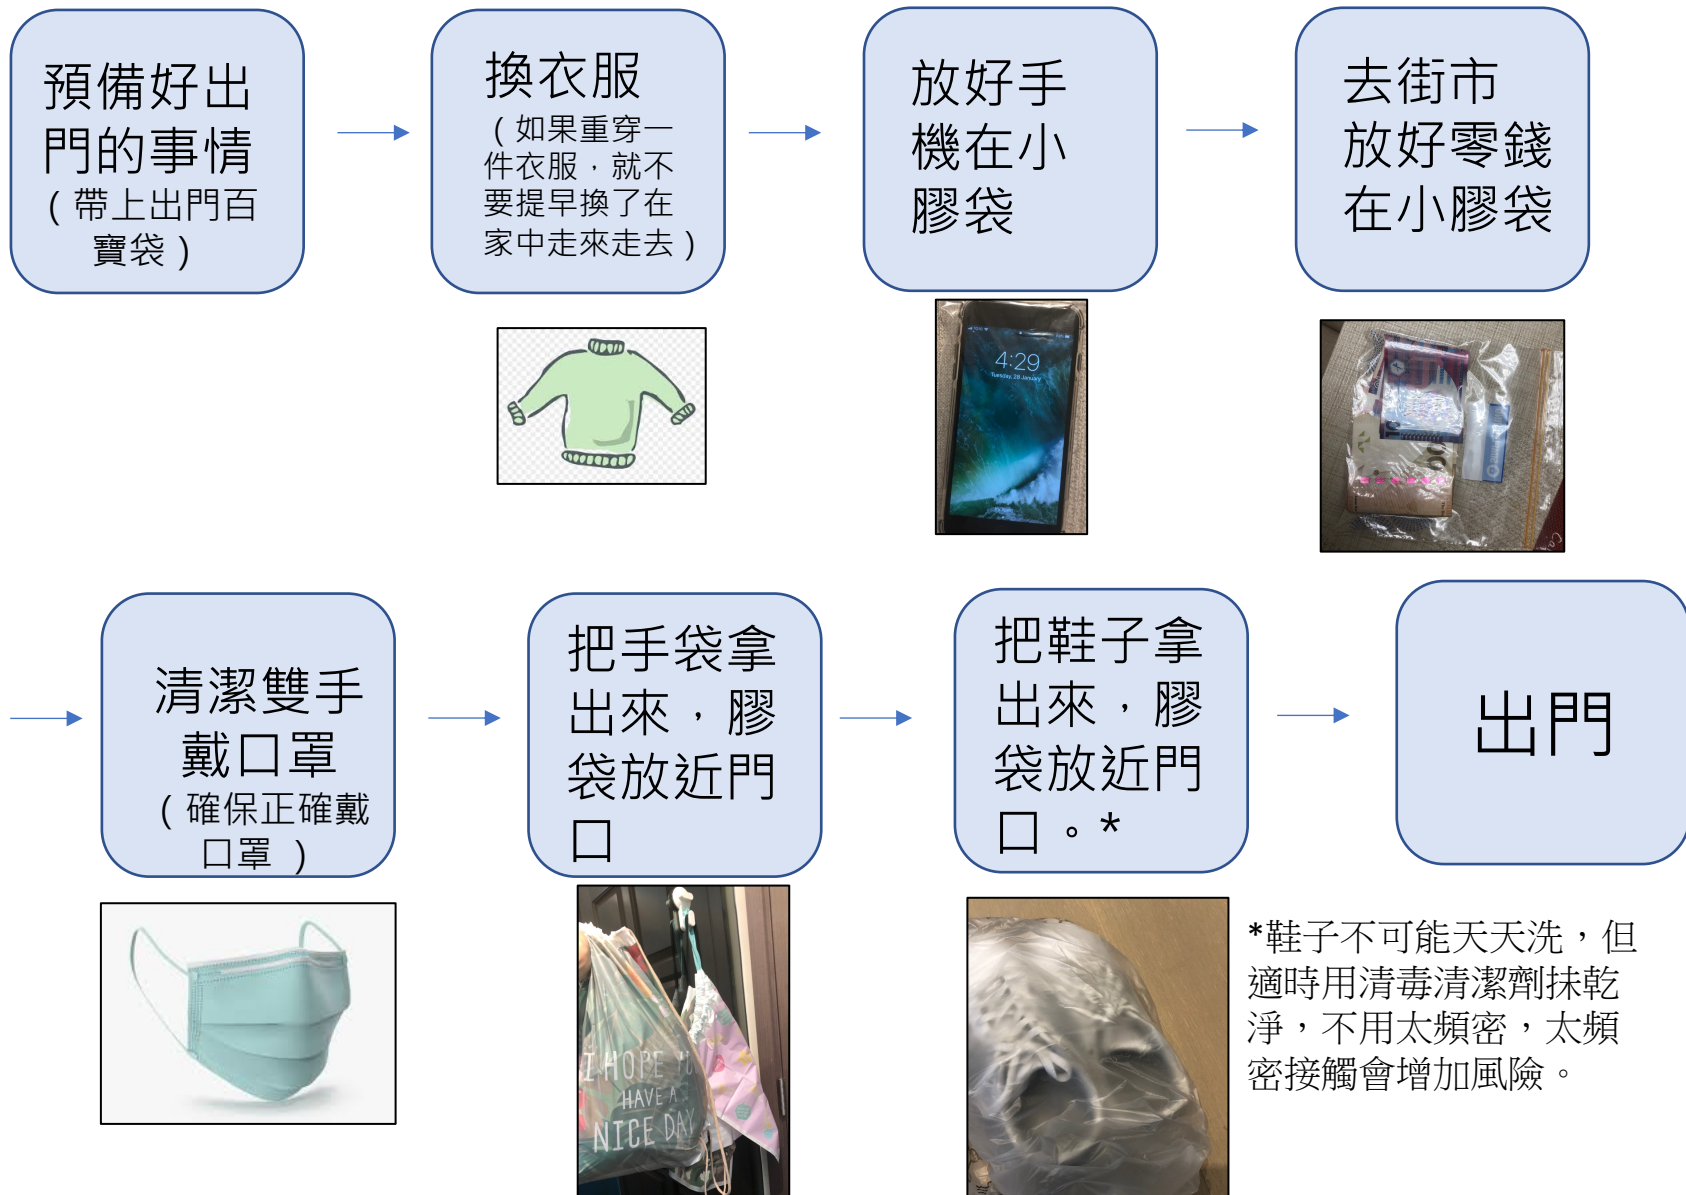 預備好出
門的事情
(帶上出門百
寶袋)
換衣服
(如果重穿一
件衣服，就不
要提早換了在
家中走來走去)
放好手
機在小
膠袋
去街市
放好零錢
在小膠袋
4:29
Tuesday, 28 January
清潔雙手
戴口罩
(確保正確戴
口罩 )
把手袋拿
出來，膠
袋放近門
口
把鞋子拿
出來，膠
袋放近門
口。*
出門
I HOPE YO
HAVE A
NICE DAY
*鞋子不可能天天洗，但
適時用清毒清潔劑抹乾
淨，不用太頻密，太頻
密接觸會增加風險。